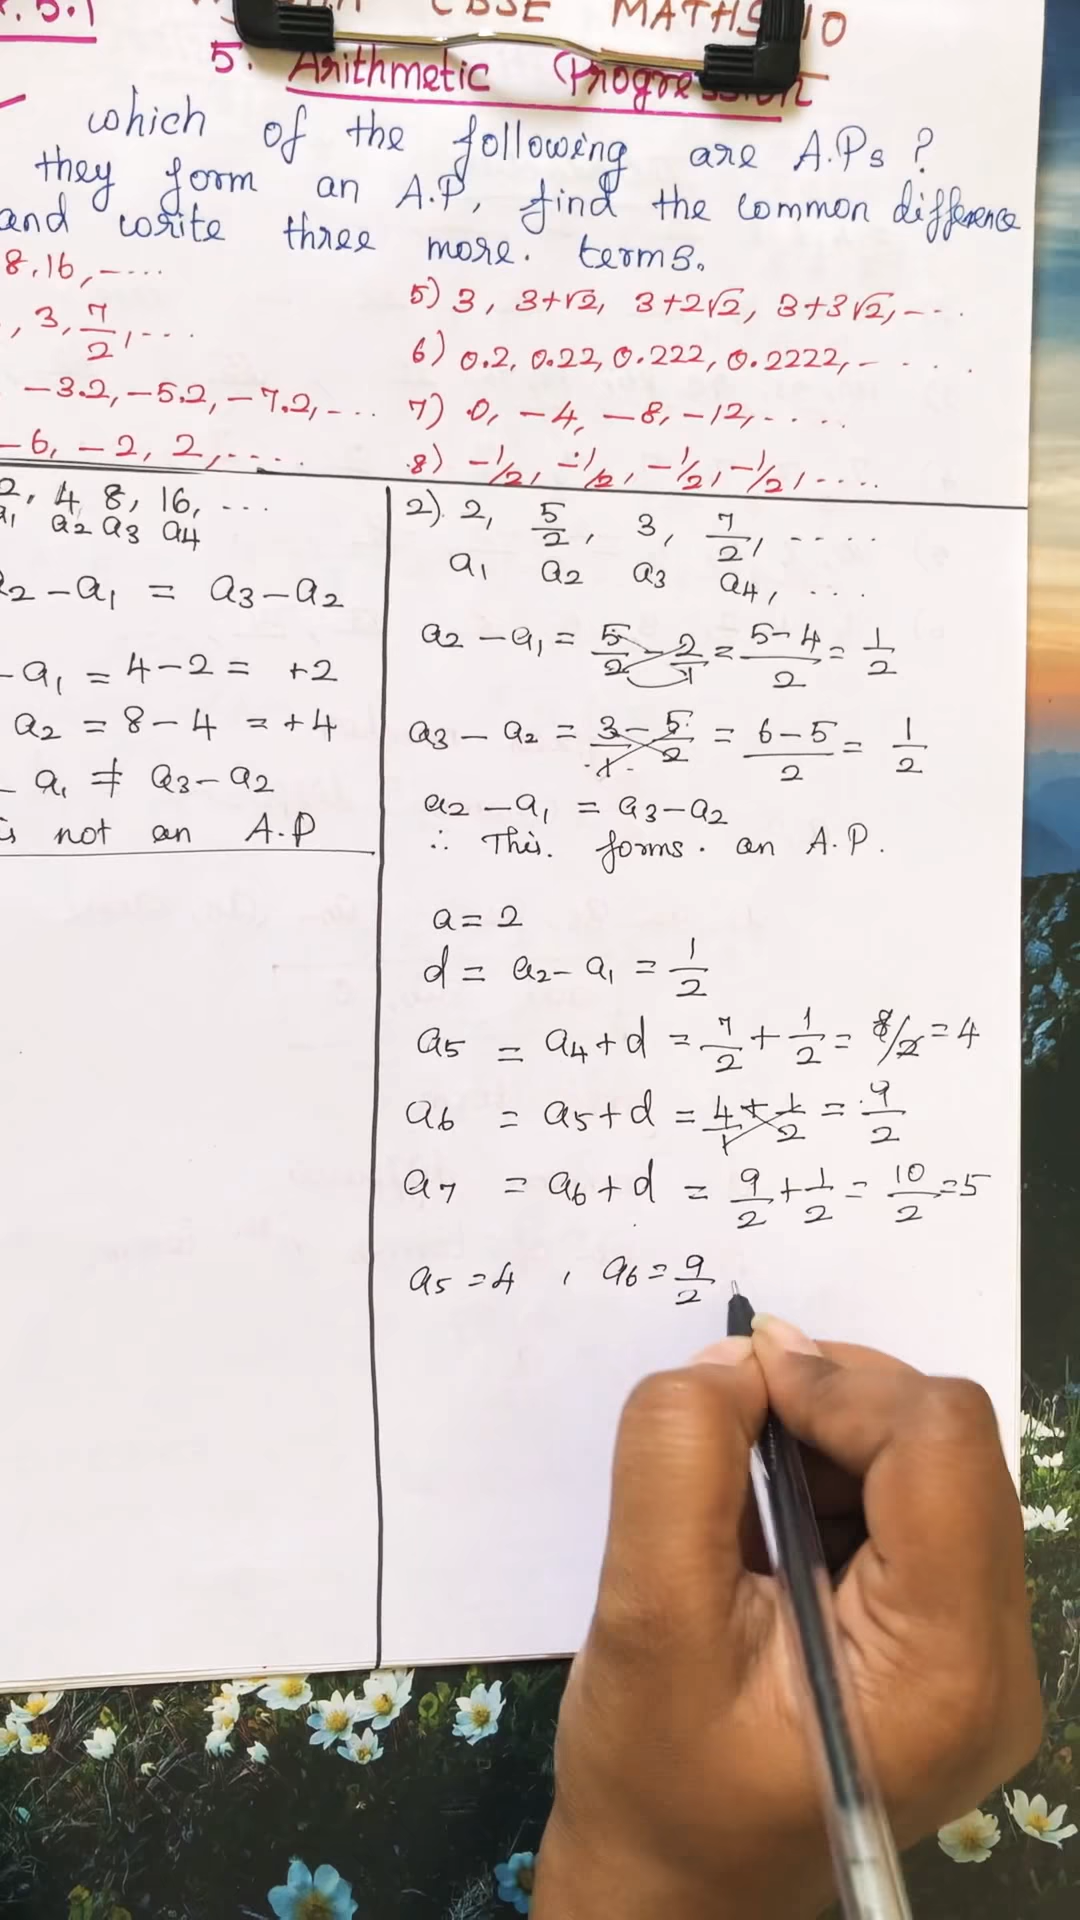 .5.1
CBSE MATHS 10
5. Arithmetic Progression
which of the following are A.Ps ?
they form an A.P, find the common difference
and write three more. terms.
8, 16, ....
, 3, 7/2, ...
-3.2, -5.2, -7.2, ...
-6, -2, 2, ....
5) 3, 3+√2, 3+2√2, 3+3√2, ...
6) 0.2, 0.22, 0.222, 0.2222, ....
7) 0, -4, -8, -12, ....
8) -1/2, -1/2, -1/2, -1/2, ....
2, 4 8, 16, ...
a1 a2 a3 a4
a2 - a1 = a3 - a2
- a1 = 4 - 2 = +2
a2 = 8 - 4 = +4
- a1 ≠ a3 - a2
is not an A.P
2). 2, 5/2, 3, 7/2, ....
a1 a2 a3 a4, ...
a2 - a1 = 5/2 - 2/1 = 5-4/2 = 1/2
a3 - a2 = 3/1 - 5/2 = 6-5/2 = 1/2
a2 - a1 = a3 - a2
∴ This. forms. an A.P.
a = 2
d = a2 - a1 = 1/2
a5 = a4 + d = 7/2 + 1/2 = 8/2 = 4
a6 = a5 + d = 4/1 + 1/2 = 9/2
a7 = a6 + d = 9/2 + 1/2 = 10/2 = 5
a5 = 4 , a6 = 9/2